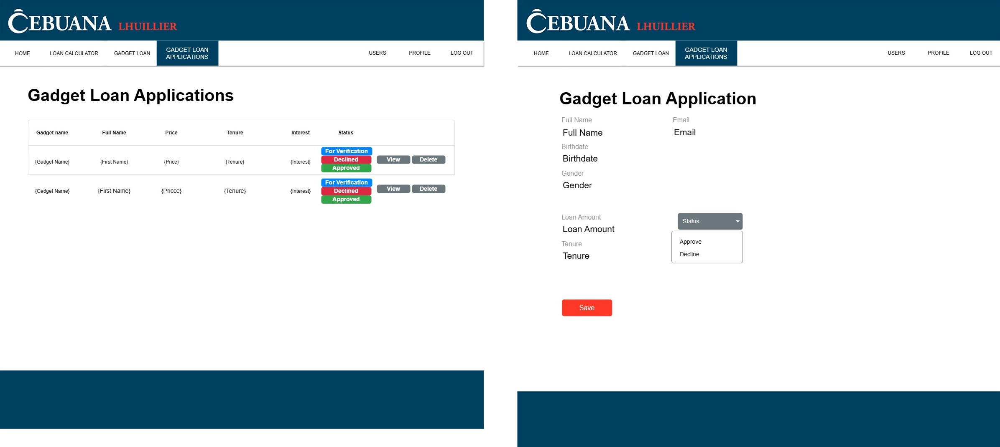 CEBUANA LHUILLIER
HOME LOAN CALCULATOR GADGET LOAN GADGET LOAN APPLICATIONS USERS PROFILE LOG OUT
Gadget Loan Applications
Gadget name Full Name Price Tenure Interest Status
{Gadget Name} {First Name} {Price} {Tenure} {Interest}
For Verification
Declined
Approved
View Delete
{Gadget Name} {First Name} {Pricce} {Tenure} {Interest}
For Verification
Declined
Approved
View Delete
CEBUANA LHUILLIER
HOME LOAN CALCULATOR GADGET LOAN GADGET LOAN APPLICATIONS USERS PROFILE LOG OUT
Gadget Loan Application
Full Name Email
Full Name Email
Birthdate
Birthdate
Gender
Gender
Loan Amount
Loan Amount
Tenure
Tenure
Status
Approve
Decline
Save